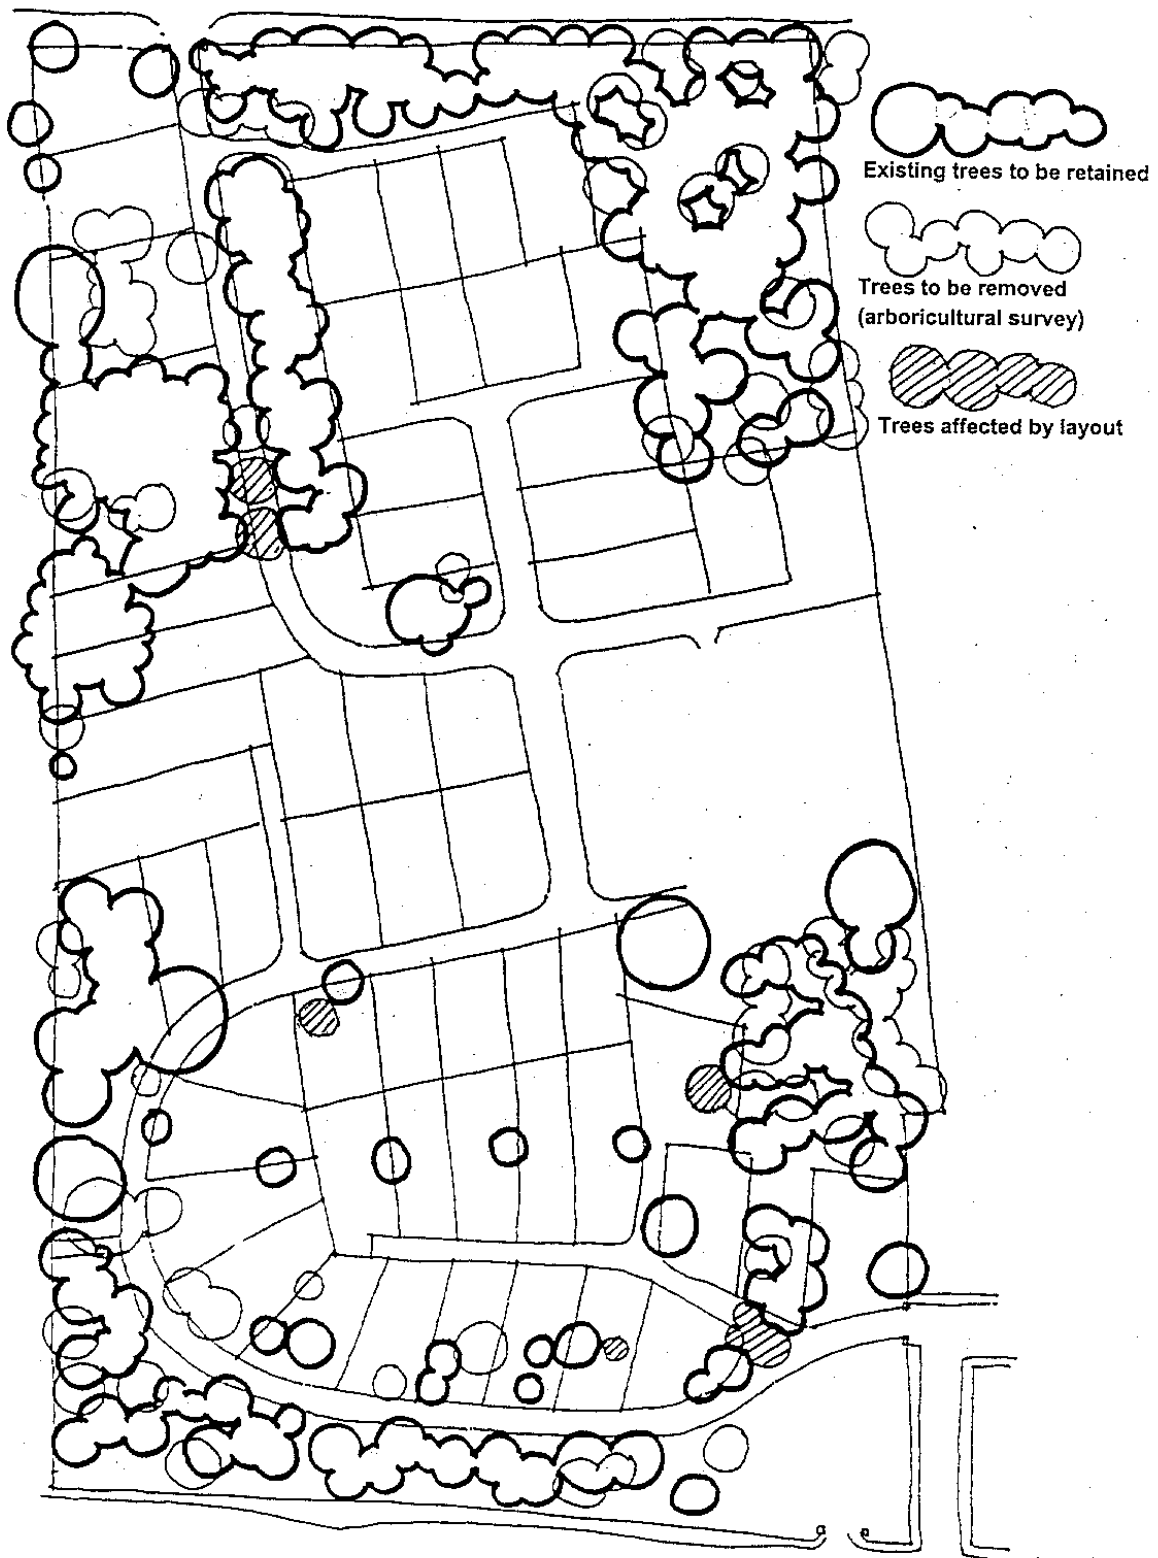 Existing trees to be retained
Trees to be removed
(arboricultural survey)
Trees affected by layout